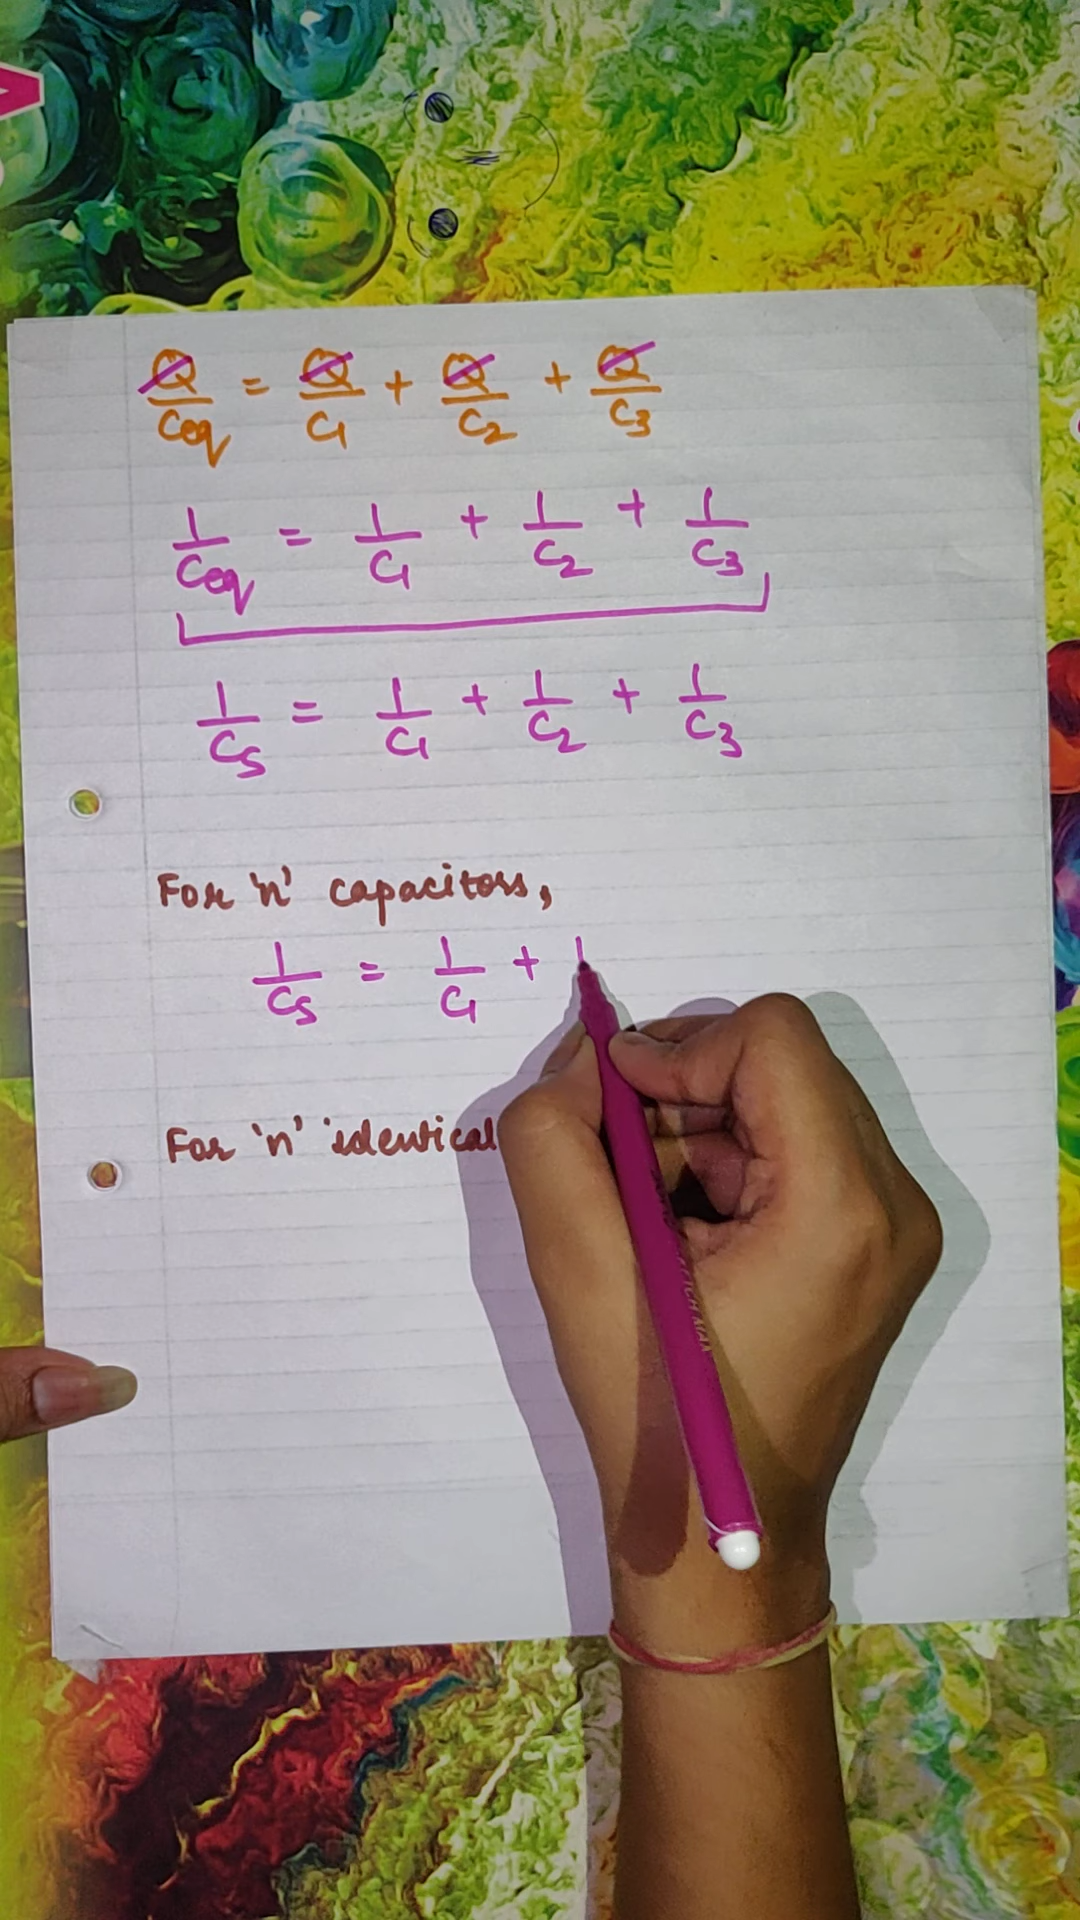 Q/Ceq = Q/C1 + Q/C2 + Q/C3
1/Ceq = 1/C1 + 1/C2 + 1/C3
1/Cs = 1/C1 + 1/C2 + 1/C3
For 'n' capacitors,
1/Cs = 1/C1 + 1
For 'n' identical